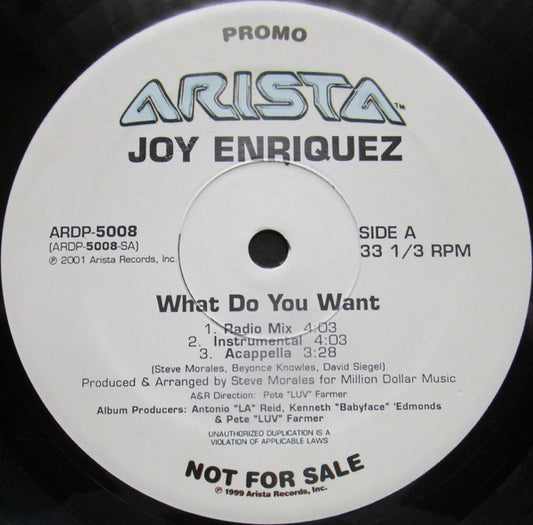 PROMO
ARISTA™
JOY ENRIQUEZ
ARDP-5008
(ARDP-5008-SA)
℗ 2001 Arista Records, Inc.
SIDE A
33 1/3 RPM
What Do You Want
1. Radio Mix 4:03
2. Instrumental 4:03
3. Acappella 3:28
(Steve Morales, Beyonce Knowles, David Siegel)
Produced & Arranged by Steve Morales for Million Dollar Music
A&R Direction: Pete "LUV" Farmer
Album Producers: Antonio "LA" Reid, Kenneth "Babyface" 'Edmonds
& Pete "LUV" Farmer
UNAUTHORIZED DUPLICATION IS A
VIOLATION OF APPLICABLE LAWS
NOT FOR SALE
℗ 1999 Arista Records, Inc.